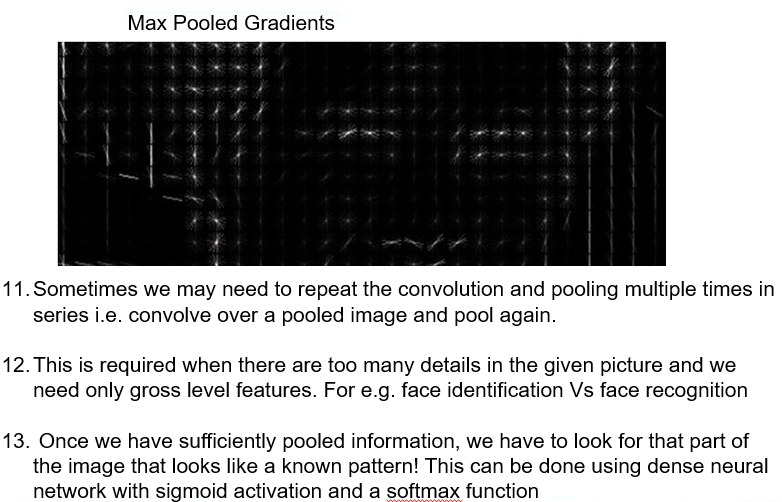 Max Pooled Gradients
11. Sometimes we may need to repeat the convolution and pooling multiple times in
series i.e. convolve over a pooled image and pool again.
12. This is required when there are too many details in the given picture and we
need only gross level features. For e.g. face identification Vs face recognition
13. Once we have sufficiently pooled information, we have to look for that part of
the image that looks like a known pattern! This can be done using dense neural
network with sigmoid activation and a softmax function